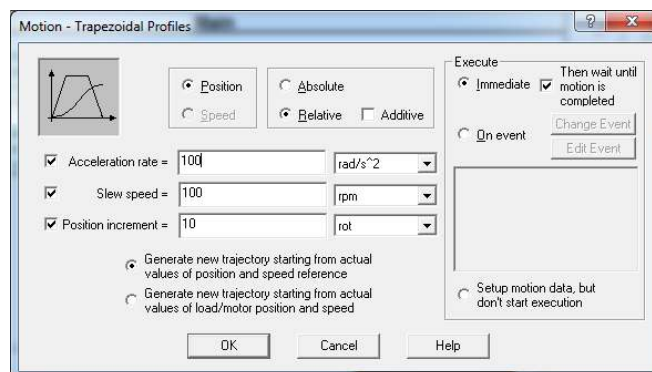 Motion - Trapezoidal Profiles
Position
Speed
Absolute
Relative
Additive
Execute
Immediate
Then wait until
motion is
completed
On event
Change Event
Edit Event
Acceleration rate = 100 rad/s^2
Slew speed = 100 rpm
Position increment = 10 rot
Generate new trajectory starting from actual
values of position and speed reference
Generate new trajectory starting from actual
values of load/motor position and speed
Setup motion data, but
don't start execution
OK
Cancel
Help